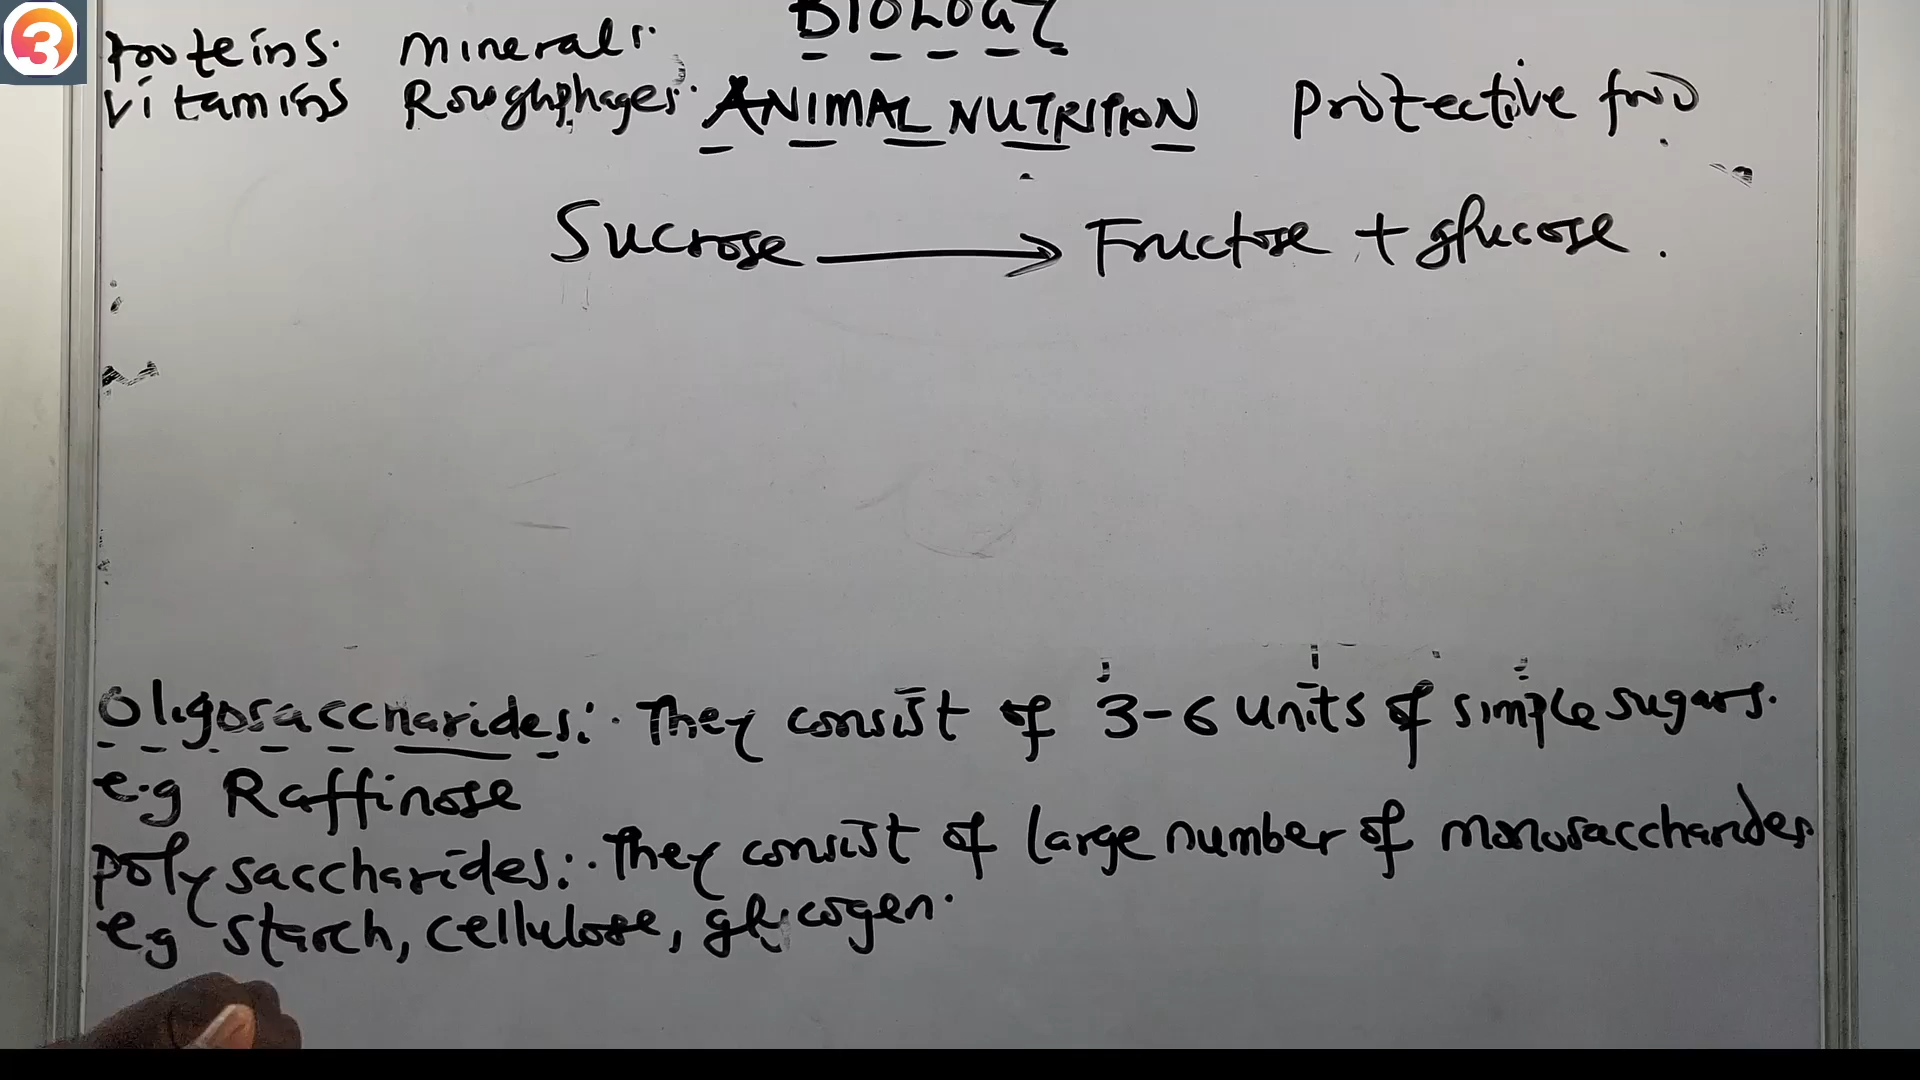 BIOLOGY
Proteins. minerals.
Vitamins Roughphages. ANIMAL NUTRITION Protective food
Sucrose → Fructose + glucose.
Oligosaccharides:. They consist of 3-6 units of simple sugars.
e.g Raffinose
polysaccharides:. They consist of large number of monosaccharides
e.g starch, cellulose, glycogen.
3